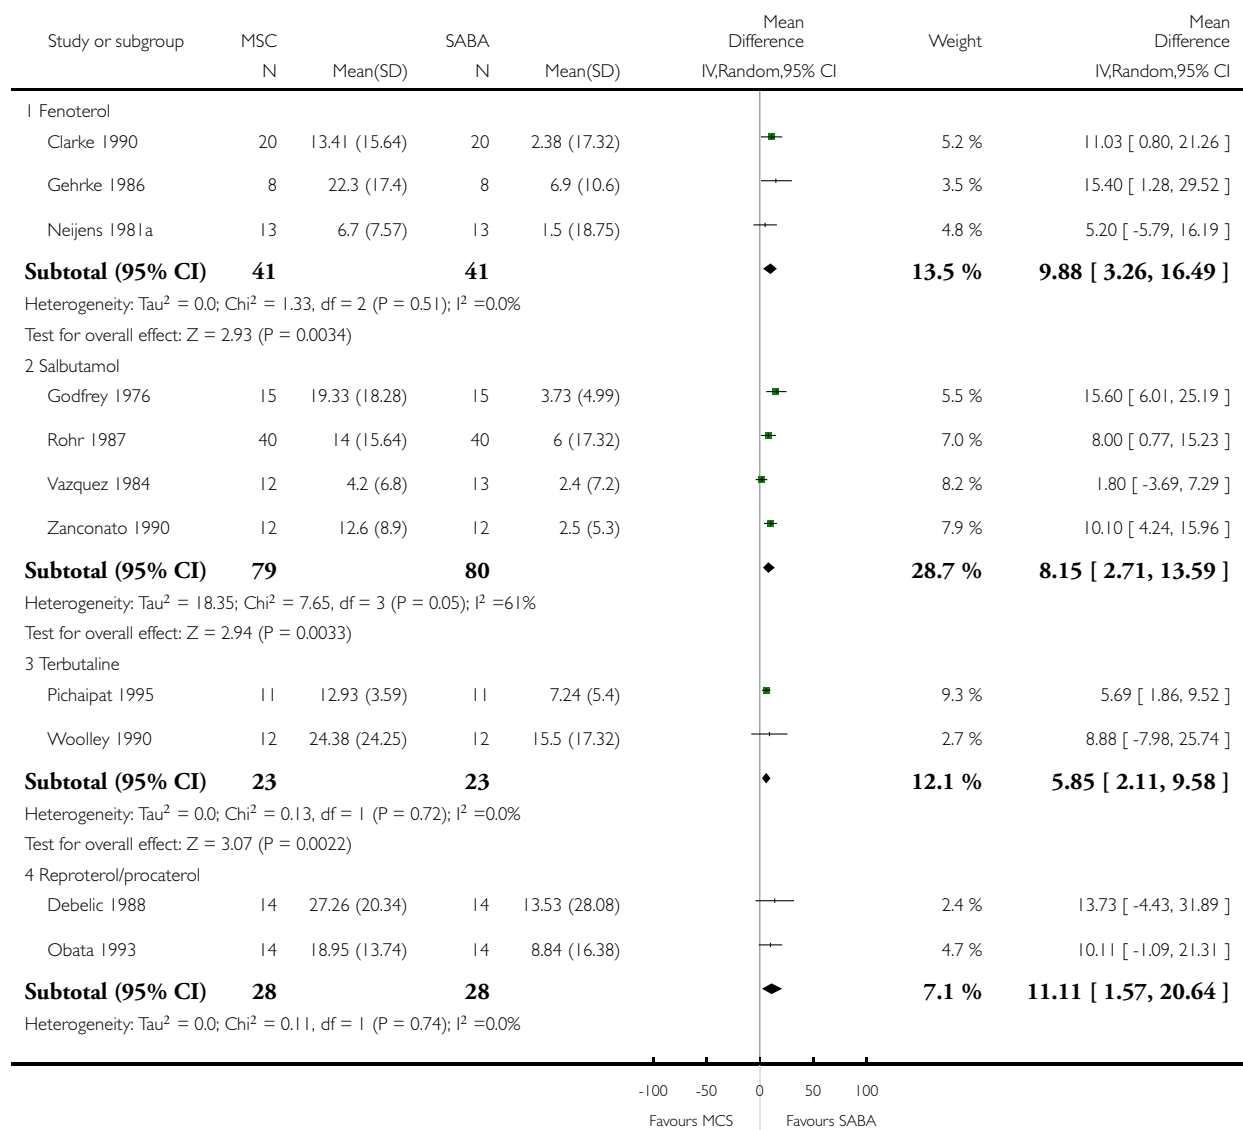 Mean Mean
Study or subgroup MSC SABA Difference Weight Difference
N Mean(SD) N Mean(SD) IV,Random,95% CI IV,Random,95% CI
1 Fenoterol
Clarke 1990 20 13.41 (15.64) 20 2.38 (17.32) 5.2 % 11.03 [ 0.80, 21.26 ]
Gehrke 1986 8 22.3 (17.4) 8 6.9 (10.6) 3.5 % 15.40 [ 1.28, 29.52 ]
Neijens 1981a 13 6.7 (7.57) 13 1.5 (18.75) 4.8 % 5.20 [ -5.79, 16.19 ]
Subtotal (95% CI) 41 41 13.5 % 9.88 [ 3.26, 16.49 ]
Heterogeneity: Tau² = 0.0; Chi² = 1.33, df = 2 (P = 0.51); I² =0.0%
Test for overall effect: Z = 2.93 (P = 0.0034)
2 Salbutamol
Godfrey 1976 15 19.33 (18.28) 15 3.73 (4.99) 5.5 % 15.60 [ 6.01, 25.19 ]
Rohr 1987 40 14 (15.64) 40 6 (17.32) 7.0 % 8.00 [ 0.77, 15.23 ]
Vazquez 1984 12 4.2 (6.8) 13 2.4 (7.2) 8.2 % 1.80 [ -3.69, 7.29 ]
Zanconato 1990 12 12.6 (8.9) 12 2.5 (5.3) 7.9 % 10.10 [ 4.24, 15.96 ]
Subtotal (95% CI) 79 80 28.7 % 8.15 [ 2.71, 13.59 ]
Heterogeneity: Tau² = 18.35; Chi² = 7.65, df = 3 (P = 0.05); I² =61%
Test for overall effect: Z = 2.94 (P = 0.0033)
3 Terbutaline
Pichaipat 1995 11 12.93 (3.59) 11 7.24 (5.4) 9.3 % 5.69 [ 1.86, 9.52 ]
Woolley 1990 12 24.38 (24.25) 12 15.5 (17.32) 2.7 % 8.88 [ -7.98, 25.74 ]
Subtotal (95% CI) 23 23 12.1 % 5.85 [ 2.11, 9.58 ]
Heterogeneity: Tau² = 0.0; Chi² = 0.13, df = 1 (P = 0.72); I² =0.0%
Test for overall effect: Z = 3.07 (P = 0.0022)
4 Reproterol/procaterol
Debelic 1988 14 27.26 (20.34) 14 13.53 (28.08) 2.4 % 13.73 [ -4.43, 31.89 ]
Obata 1993 14 18.95 (13.74) 14 8.84 (16.38) 4.7 % 10.11 [ -1.09, 21.31 ]
Subtotal (95% CI) 28 28 7.1 % 11.11 [ 1.57, 20.64 ]
Heterogeneity: Tau² = 0.0; Chi² = 0.11, df = 1 (P = 0.74); I² =0.0%
-100 -50 0 50 100
Favours MCS Favours SABA